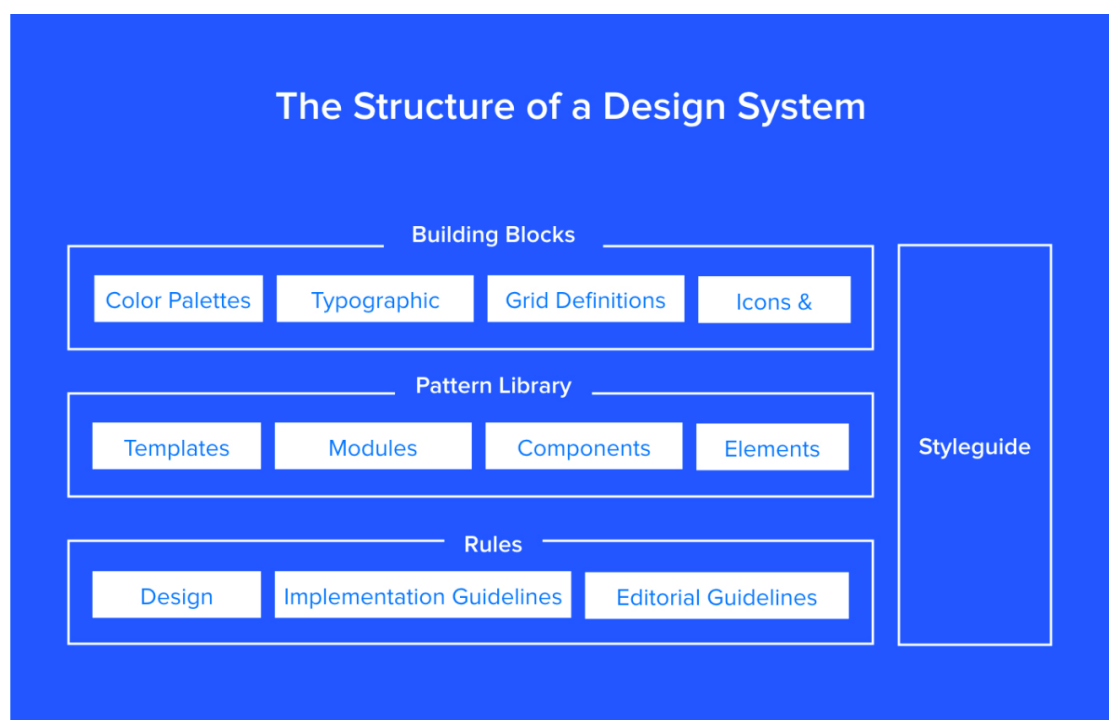 The Structure of a Design System
Building Blocks
Color Palettes
Typographic
Grid Definitions
Icons &
Pattern Library
Templates
Modules
Components
Elements
Rules
Design
Implementation Guidelines
Editorial Guidelines
Styleguide